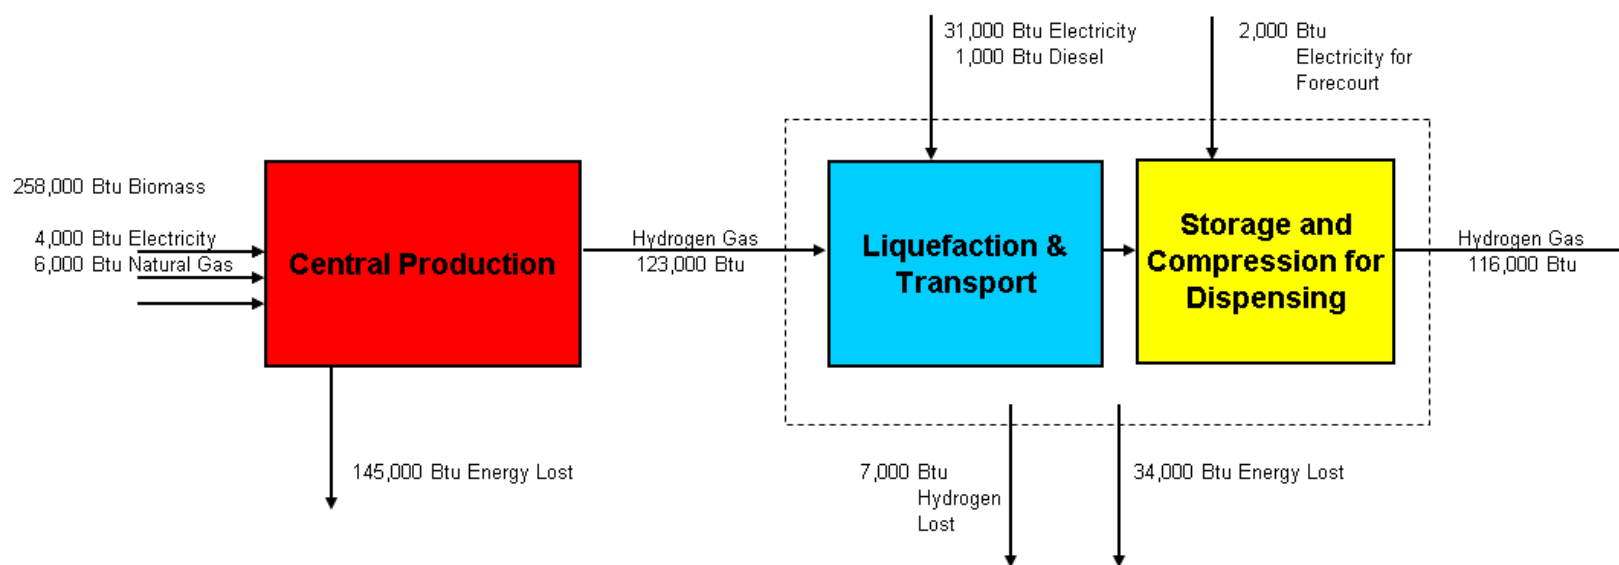 31,000 Btu Electricity
1,000 Btu Diesel
2,000 Btu
Electricity for
Forecourt
258,000 Btu Biomass
4,000 Btu Electricity
6,000 Btu Natural Gas
Central Production
Hydrogen Gas
123,000 Btu
Liquefaction &
Transport
Storage and
Compression for
Dispensing
Hydrogen Gas
116,000 Btu
145,000 Btu Energy Lost
7,000 Btu
Hydrogen
Lost
34,000 Btu Energy Lost